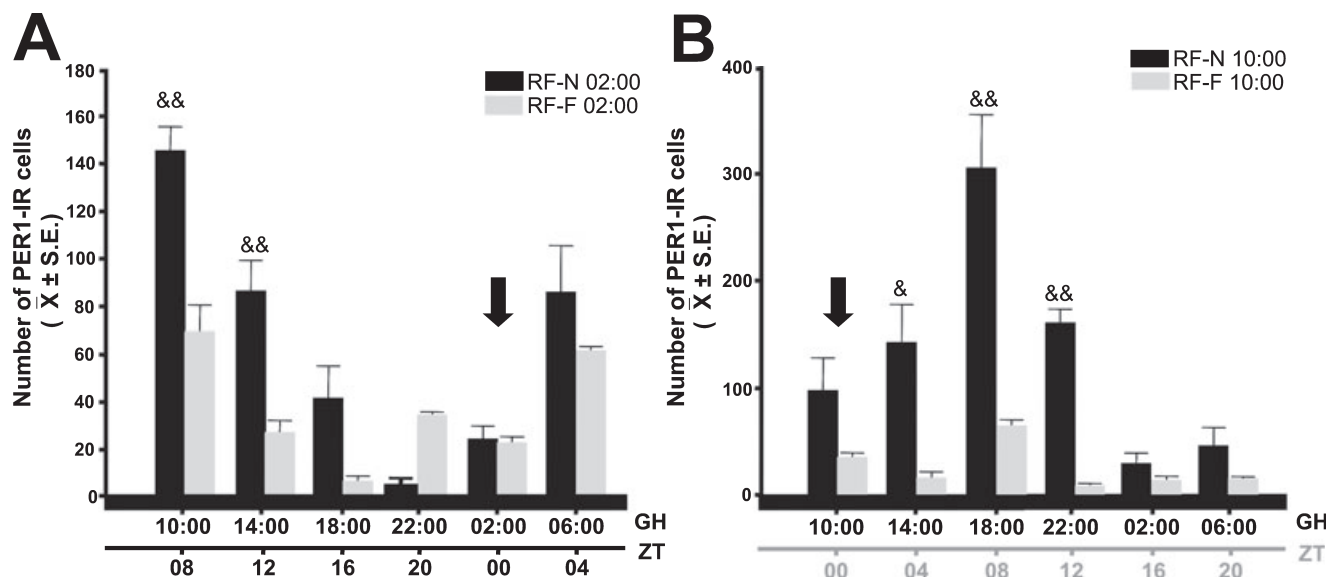 A
Number of PER1-IR cells
( X̅ ± S.E.)
180
160
140
120
100
80
60
40
20
0
&&
&&
RF-N 02:00
RF-F 02:00
10:00 14:00 18:00 22:00 02:00 06:00 GH
ZT
08 12 16 20 00 04
B
Number of PER1-IR cells
( X̅ ± S.E.)
400
300
200
100
0
&
&&
&&
RF-N 10:00
RF-F 10:00
10:00 14:00 18:00 22:00 02:00 06:00 GH
ZT
00 04 08 12 16 20